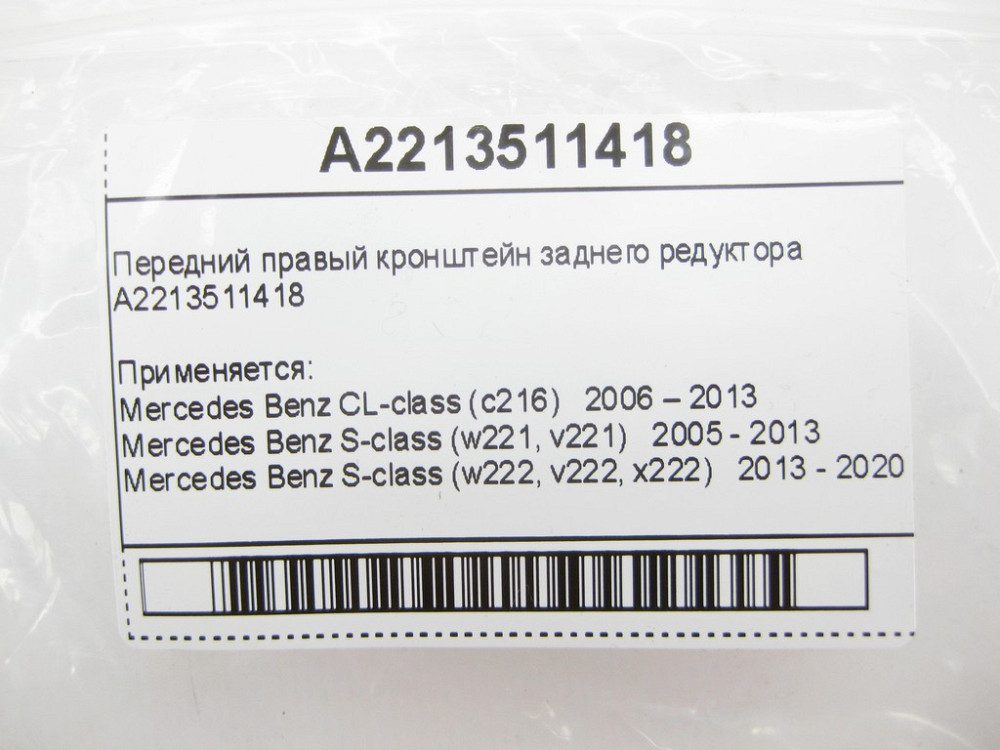 A2213511418
Передний правый кронштейн заднего редуктора
A2213511418
Применяется:
Mercedes Benz CL-class (c216) 2006 – 2013
Mercedes Benz S-class (w221, v221) 2005 - 2013
Mercedes Benz S-class (w222, v222, x222) 2013 - 2020